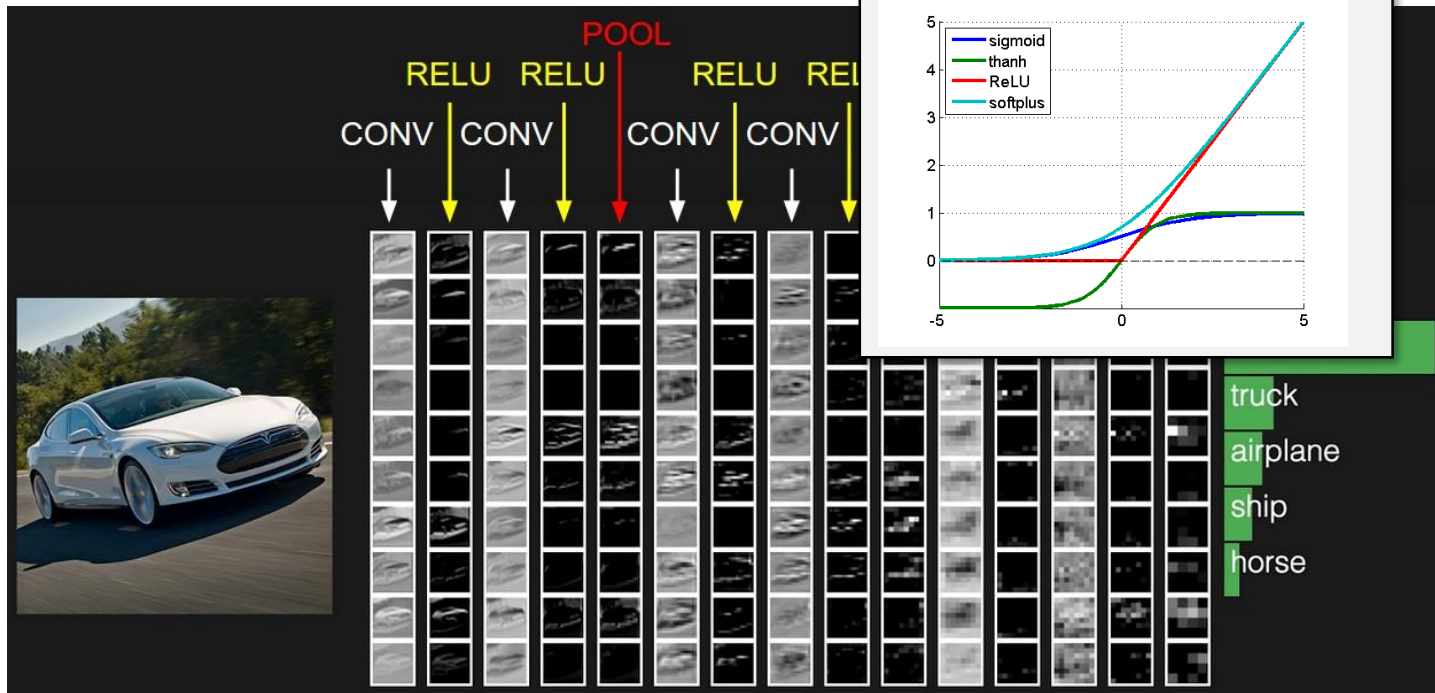 POOL
RELU RELU RELU REL
CONV CONV CONV CONV
5
4
3
2
1
0
-5 0 5
sigmoid
thanh
ReLU
softplus
truck
airplane
ship
horse